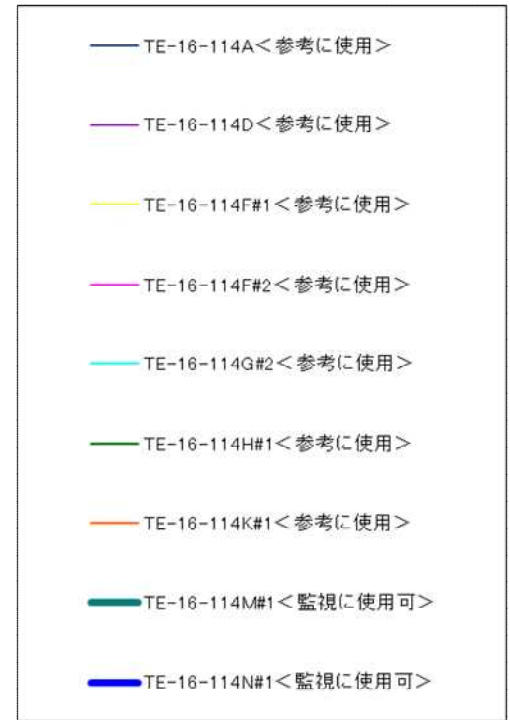 TE-16-114A＜参考に使用＞
TE-16-114D＜参考に使用＞
TE-16-114F#1＜参考に使用＞
TE-16-114F#2＜参考に使用＞
TE-16-114G#2＜参考に使用＞
TE-16-114H#1＜参考に使用＞
TE-16-114K#1＜参考に使用＞
TE-16-114M#1＜監視に使用可＞
TE-16-114N#1＜監視に使用可＞